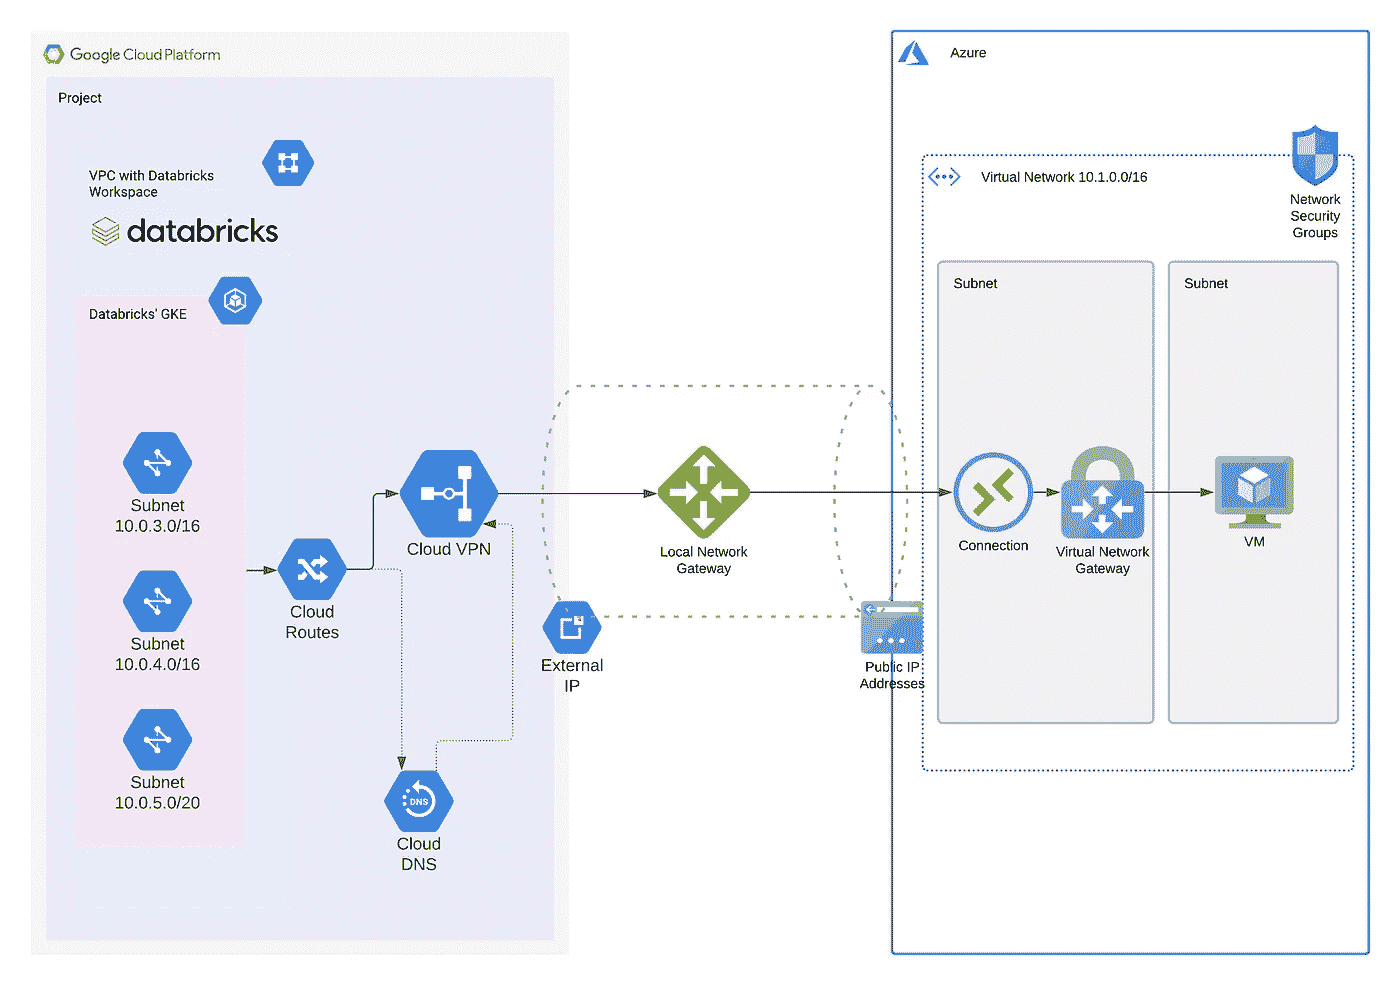 Google Cloud Platform
Project
VPC with Databricks
Workspace
databricks
Databricks' GKE
Subnet
10.0.3.0/16
Subnet
10.0.4.0/16
Subnet
10.0.5.0/20
Cloud
Routes
Cloud VPN
DNS
Cloud
DNS
External
IP
Local Network
Gateway
Public IP
Addresses
Azure
Virtual Network 10.1.0.0/16
Network
Security
Groups
Subnet
Connection
Virtual Network
Gateway
Subnet
VM